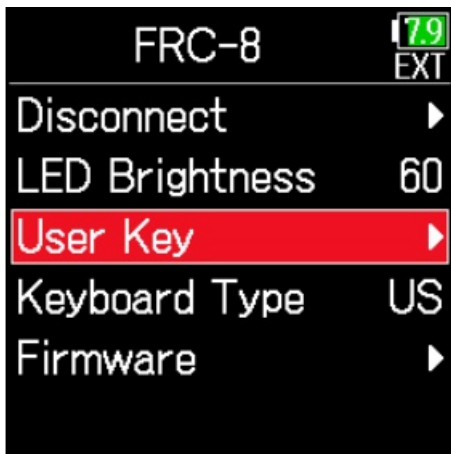 FRC-8
7.9
EXT
Disconnect
LED Brightness 60
User Key
Keyboard Type US
Firmware